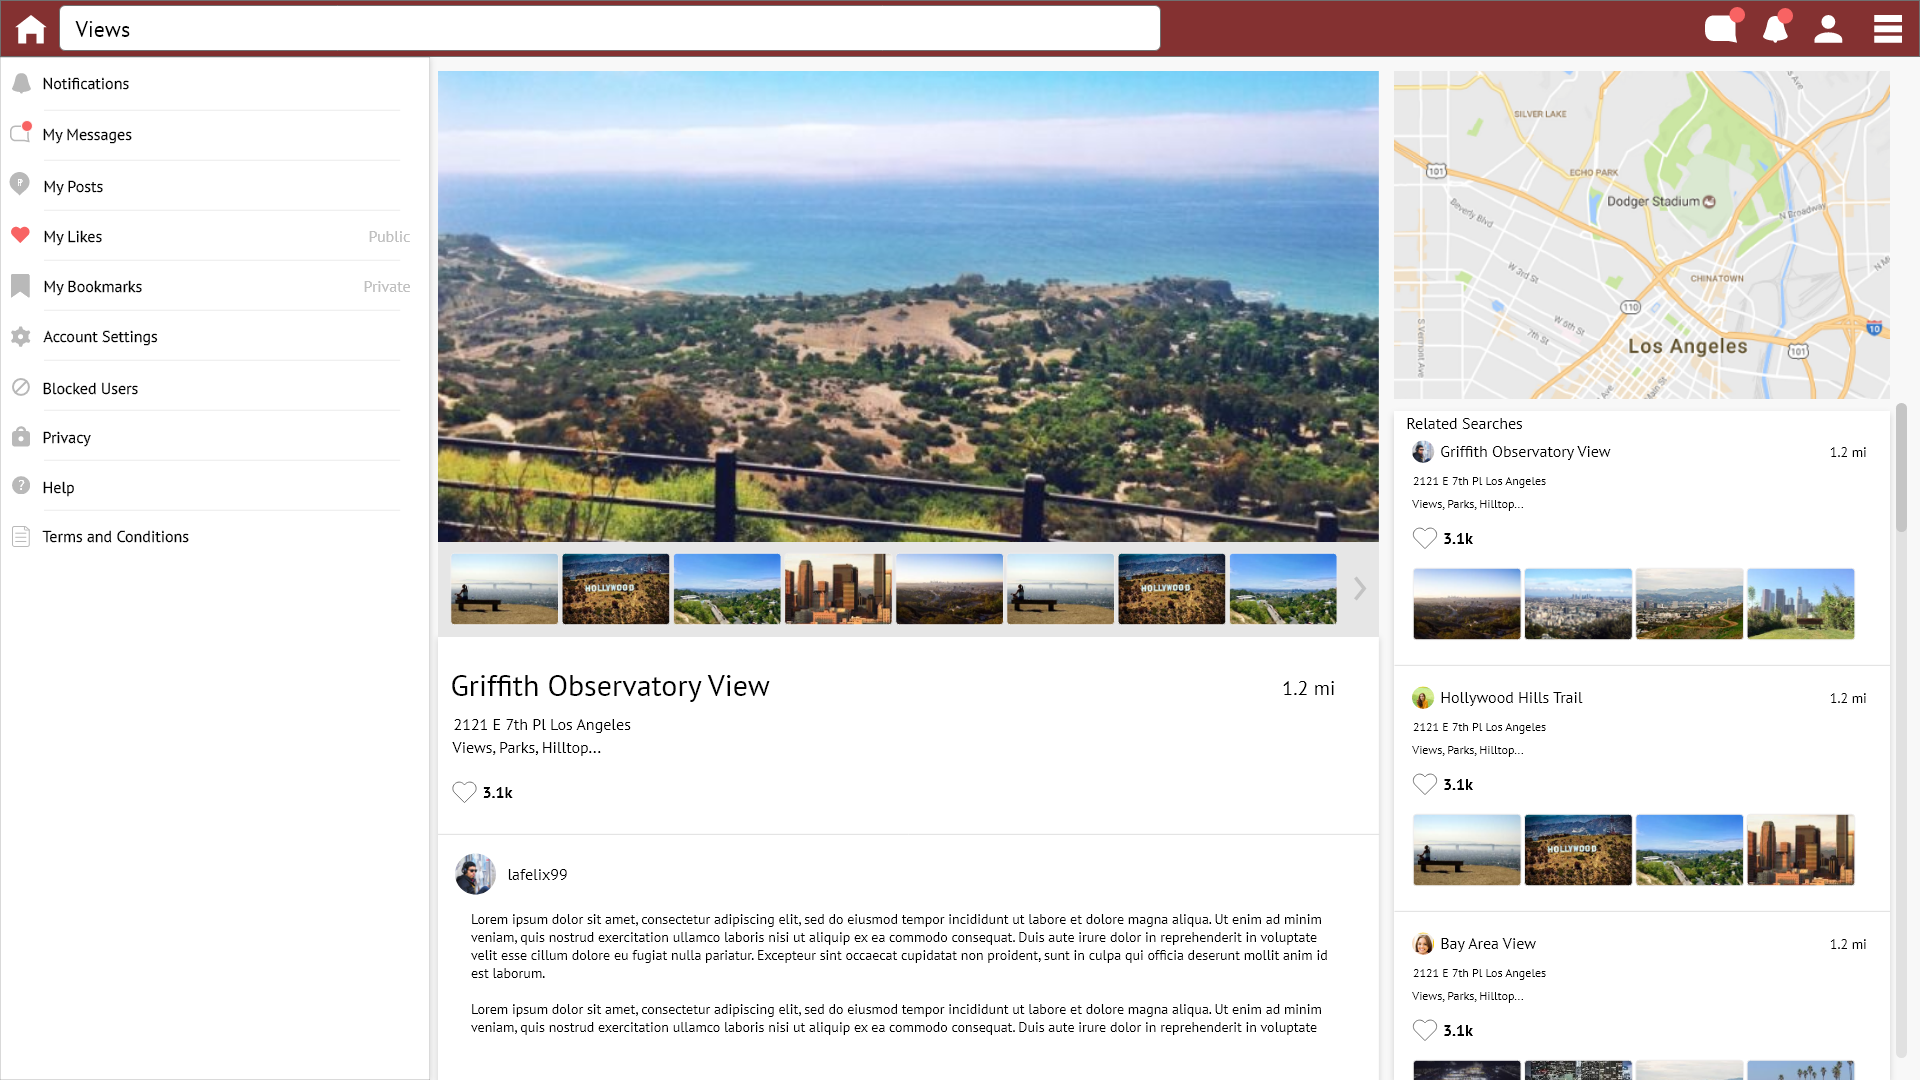 Views
Notifications
My Messages
My Posts
My Likes
Public
My Bookmarks
Private
Account Settings
Blocked Users
Privacy
Help
Terms and Conditions
HOLLYWOOD
HOLLYWOOD
Griffith Observatory View
1.2 mi
2121 E 7th Pl Los Angeles
Views, Parks, Hilltop...
3.1k
lafelix99
Lorem ipsum dolor sit amet, consectetur adipiscing elit, sed do eiusmod tempor incididunt ut labore et dolore magna aliqua. Ut enim ad minim
veniam, quis nostrud exercitation ullamco laboris nisi ut aliquip ex ea commodo consequat. Duis aute irure dolor in reprehenderit in voluptate
velit esse cillum dolore eu fugiat nulla pariatur. Excepteur sint occaecat cupidatat non proident, sunt in culpa qui officia deserunt mollit anim id
est laborum.
Lorem ipsum dolor sit amet, consectetur adipiscing elit, sed do eiusmod tempor incididunt ut labore et dolore magna aliqua. Ut enim ad minim
veniam, quis nostrud exercitation ullamco laboris nisi ut aliquip ex ea commodo consequat. Duis aute irure dolor in reprehenderit in voluptate
SILVER LAKE
S Ave
101
ECHO PARK
Dodger Stadium
Beverly Blvd
N Broadway
W 3rd St
CHINATOWN
N M
110
W 6th St
7th St
10
S Vermont Ave
Los Angeles
101
Ave
Main St
Related Searches
Griffith Observatory View
1.2 mi
2121 E 7th Pl Los Angeles
Views, Parks, Hilltop...
3.1k
Hollywood Hills Trail
1.2 mi
2121 E 7th Pl Los Angeles
Views, Parks, Hilltop...
3.1k
HOLLYWOOD
Bay Area View
1.2 mi
2121 E 7th Pl Los Angeles
Views, Parks, Hilltop...
3.1k